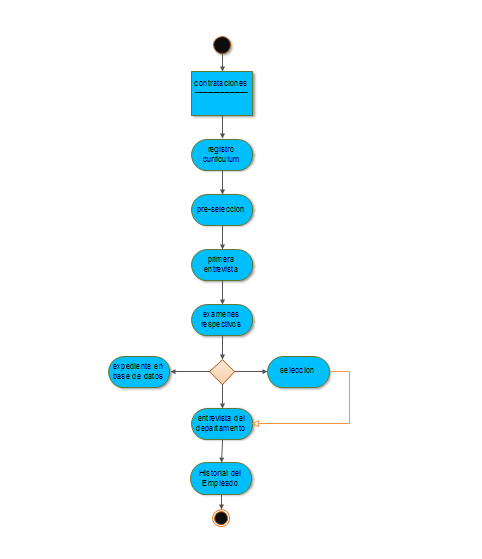 contrataciones
registro
curriculum
pre-seleccion
primera
entrevista
examenes
respectivos
expediente en
base de datos
seleccion
entrevista del
departamento
Historial del
Empleado